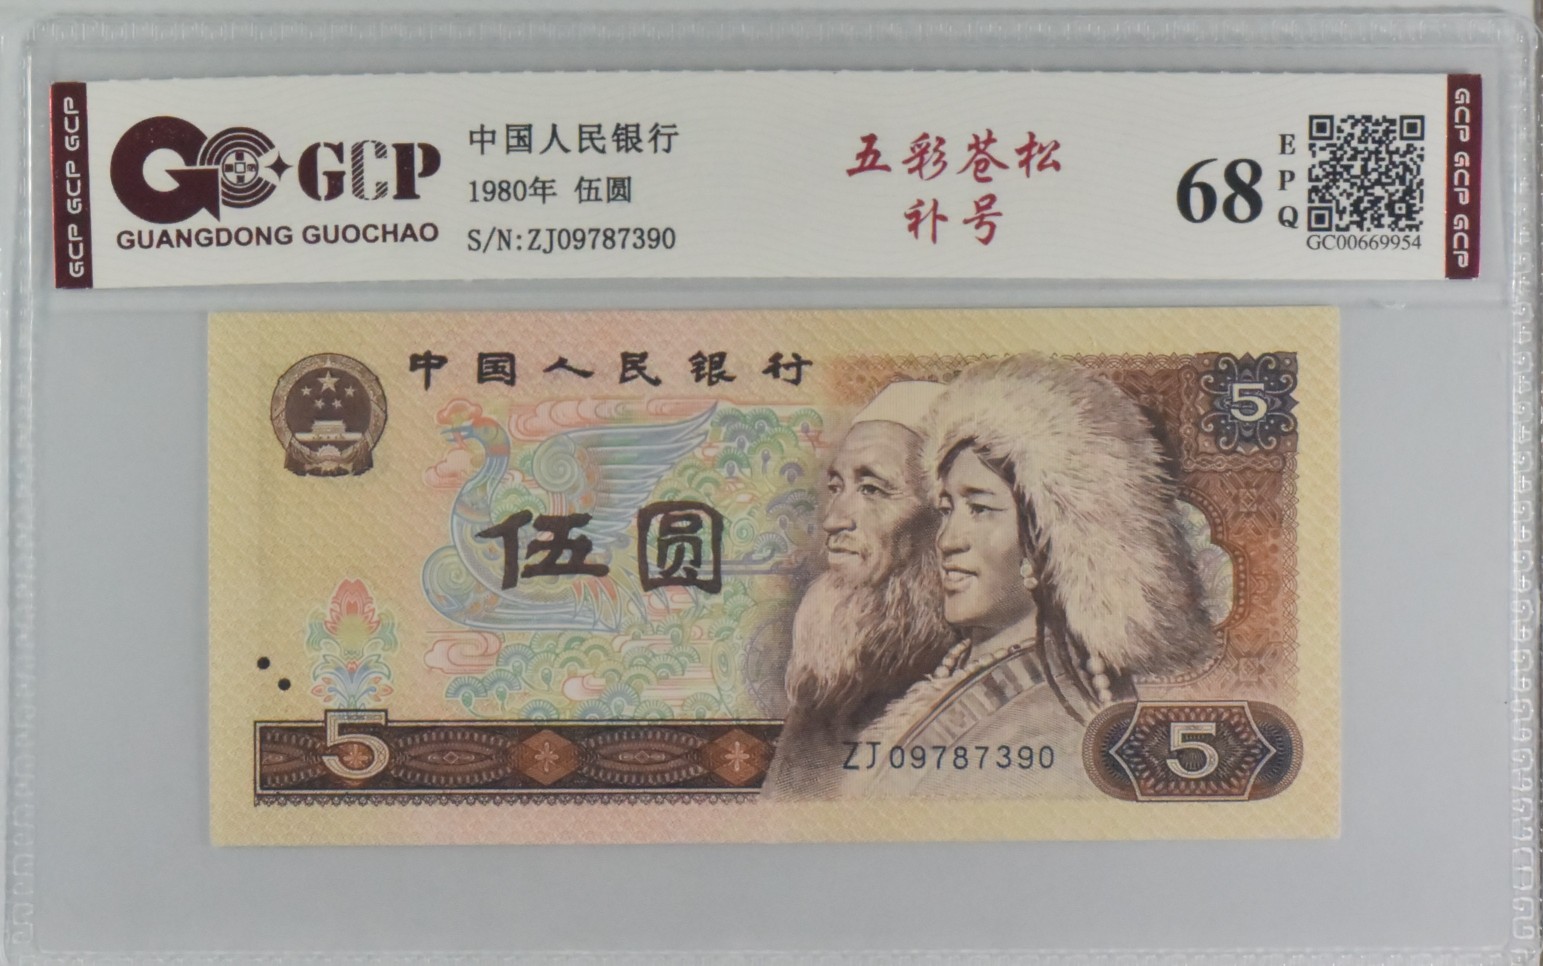 GCP GCP GCP
GCP
GUANGDONG GUOCHAO
中国人民银行
1980年 伍圆
S/N:ZJ09787390
五彩苍松
补号
68
EPQ
GC00669954
GCP GCP GCP
中国人民银行
5
伍圆
5
ZJ09787390
5